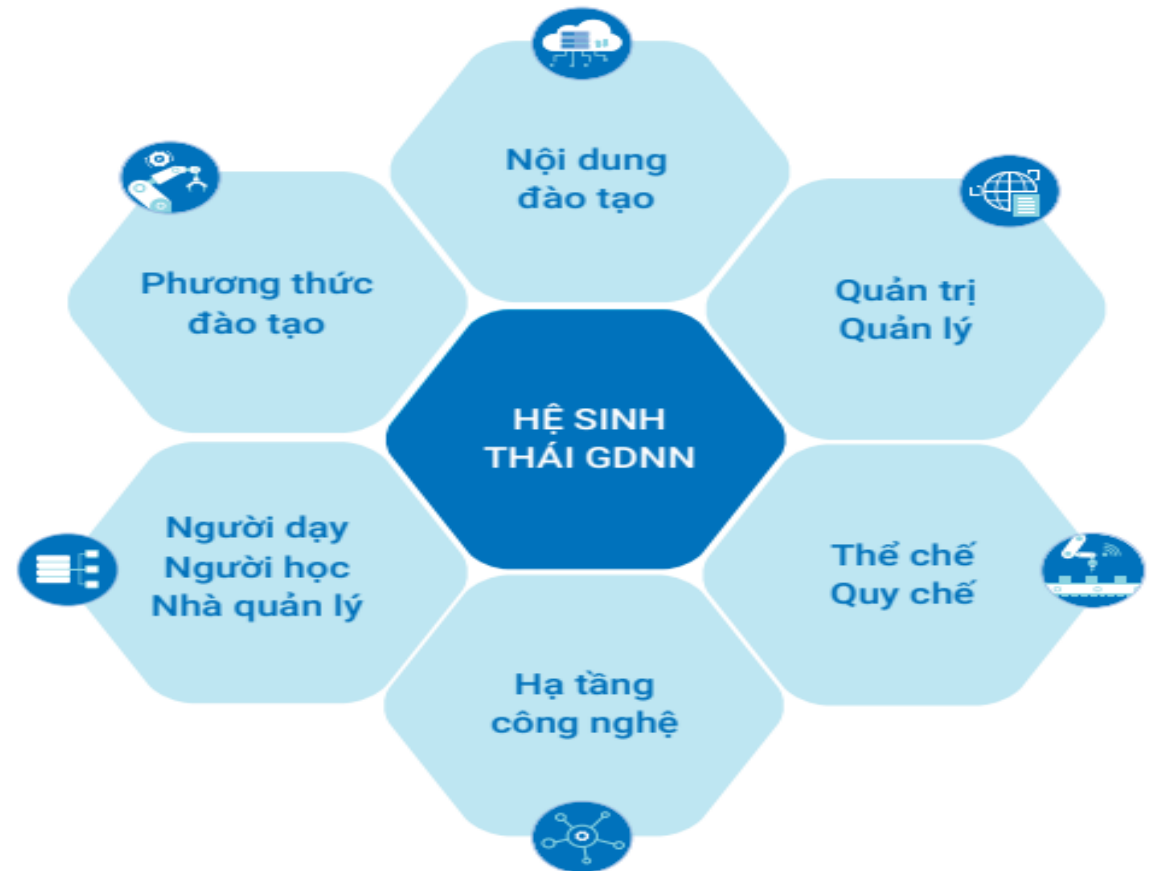 Nội dung
đào tạo
Phương thức
đào tạo
Quản trị
Quản lý
HỆ SINH
THÁI GDNN
Người dạy
Người học
Nhà quản lý
Thể chế
Quy chế
Hạ tầng
công nghệ